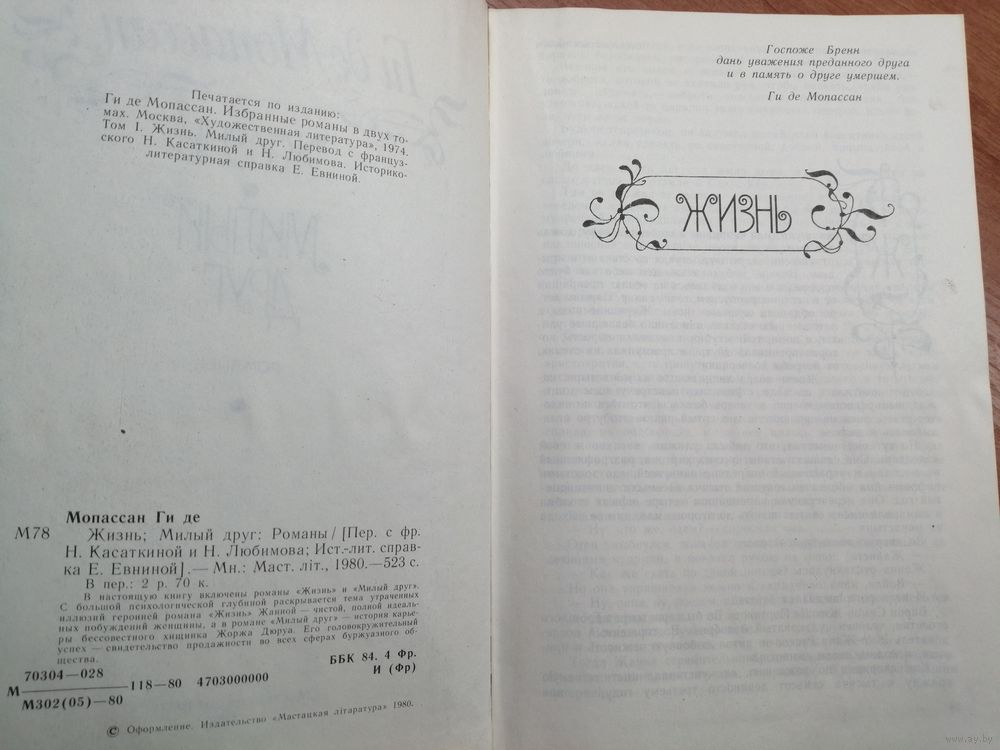 Печатается по изданию:
Ги де Мопассан. Избранные романы в двух то-
мах. Москва, «Художественная литература», 1974.
Том I. Жизнь. Милый друг. Перевод с француз-
ского Н. Касаткиной и Н. Любимова. Историко-
литературная справка Е. Евниной.
Мопассан Ги де
М78 Жизнь; Милый друг: Романы/[Пер. с фр.
Н. Касаткиной и Н. Любимова; Ист.-лит. справ-
ка Е. Евниной].— Мн.: Маст. літ., 1980.—523 с.
В пер.: 2 р. 70 к.
В настоящую книгу включены романы «Жизнь» и «Милый друг».
С большой психологической глубиной раскрывается тема утраченных
иллюзий героиней романа «Жизнь» Жанной — чистой, полной идеаль-
ных побуждений женщины, а в романе «Милый друг» — история карье-
ры бессовестного хищника Жоржа Дюруа. Его головокружительный
успех — свидетельство продажности во всех сферах буржуазного об-
щества.
70304—028
М 118—80 4703000000
М302(05)—80
ББК 84. 4 Фр.
И (Фр)
© Оформление. Издательство «Мастацкая літаратура» 1980.
Госпоже Бренн
дань уважения преданного друга
и в память о друге умершем.
Ги де Мопассан
ЖИЗНЬ
www.ay.by